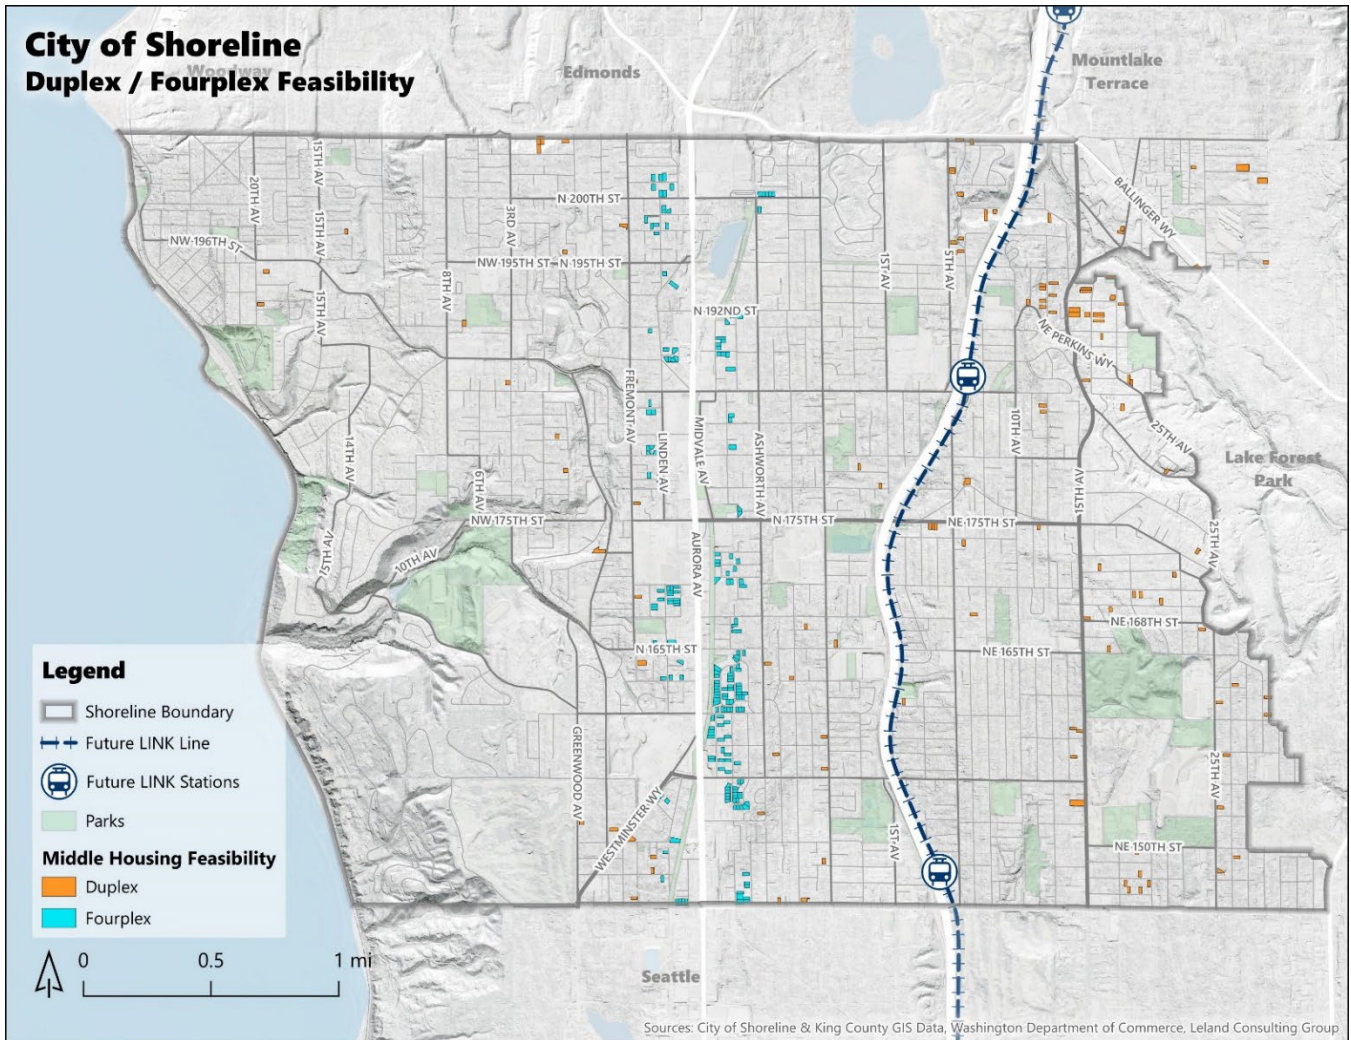 City of Shoreline
Duplex / Fourplex Feasibility
Woodway
Edmonds
Mountlake
Terrace
15TH AV
20TH AV
15TH AV
3RD AV
N 200TH ST
BALLINGER WY
NW 196TH ST
NW 195TH ST
N 195TH ST
8TH AV
1ST AV
5TH AV
15TH AV
N 192ND ST
NE PERKINS WY
FREMONT AV
LINDEN AV
MIDVALE AV
ASHWORTH AV
10TH AV
25TH AV
14TH AV
6TH AV
15TH AV
Lake Forest
Park
NW 175TH ST
N 175TH ST
NE 175TH ST
25TH AV
15TH AV
10TH AV
AURORA AV
NE 168TH ST
N 165TH ST
NE 165TH ST
GREENWOOD AV
25TH AV
WESTMINSTER WY
1ST AV
NE 150TH ST
Legend
Shoreline Boundary
Future LINK Line
Future LINK Stations
Parks
Middle Housing Feasibility
Duplex
Fourplex
0 0.5 1 mi
Seattle
Sources: City of Shoreline & King County GIS Data, Washington Department of Commerce, Leland Consulting Group